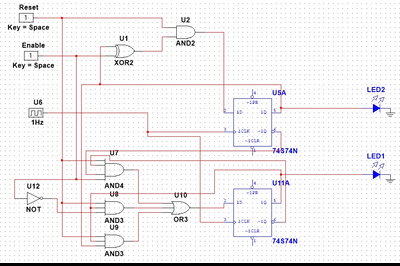 Reset
1
Key = Space
U2
AND2
Enable
1
Key = Space
U1
XOR2
U5A
LED2
~1PR
1D
1Q
1CLK
~1Q
~1CLR
74S74N
U6
1Hz
U7
AND4
LED1
U12
NOT
U8
AND3
U10
OR3
U11A
~1PR
1D
1Q
1CLK
~1Q
~1CLR
74S74N
U9
AND3